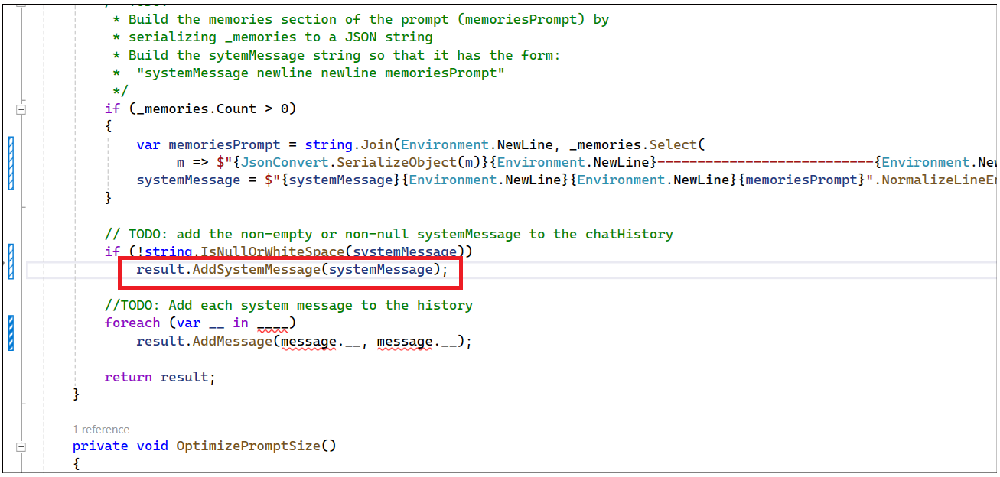 /* TODO:
* Build the memories section of the prompt (memoriesPrompt) by
* serializing _memories to a JSON string
* Build the sytemMessage string so that it has the form:
*  "systemMessage newline newline memoriesPrompt"
*/
if (_memories.Count > 0)
{
var memoriesPrompt = string.Join(Environment.NewLine, _memories.Select(
m => $"{JsonConvert.SerializeObject(m)}{Environment.NewLine}---------------------------{Environment.New
systemMessage = $"{systemMessage}{Environment.NewLine}{Environment.NewLine}{memoriesPrompt}".NormalizeLineEn
}
// TODO: add the non-empty or non-null systemMessage to the chatHistory
if (!string.IsNullOrWhiteSpace(systemMessage))
result.AddSystemMessage(systemMessage);
//TODO: Add each system message to the history
foreach (var __ in ____)
result.AddMessage(message.__, message.__);
return result;
}
1 reference
private void OptimizePromptSize()
{